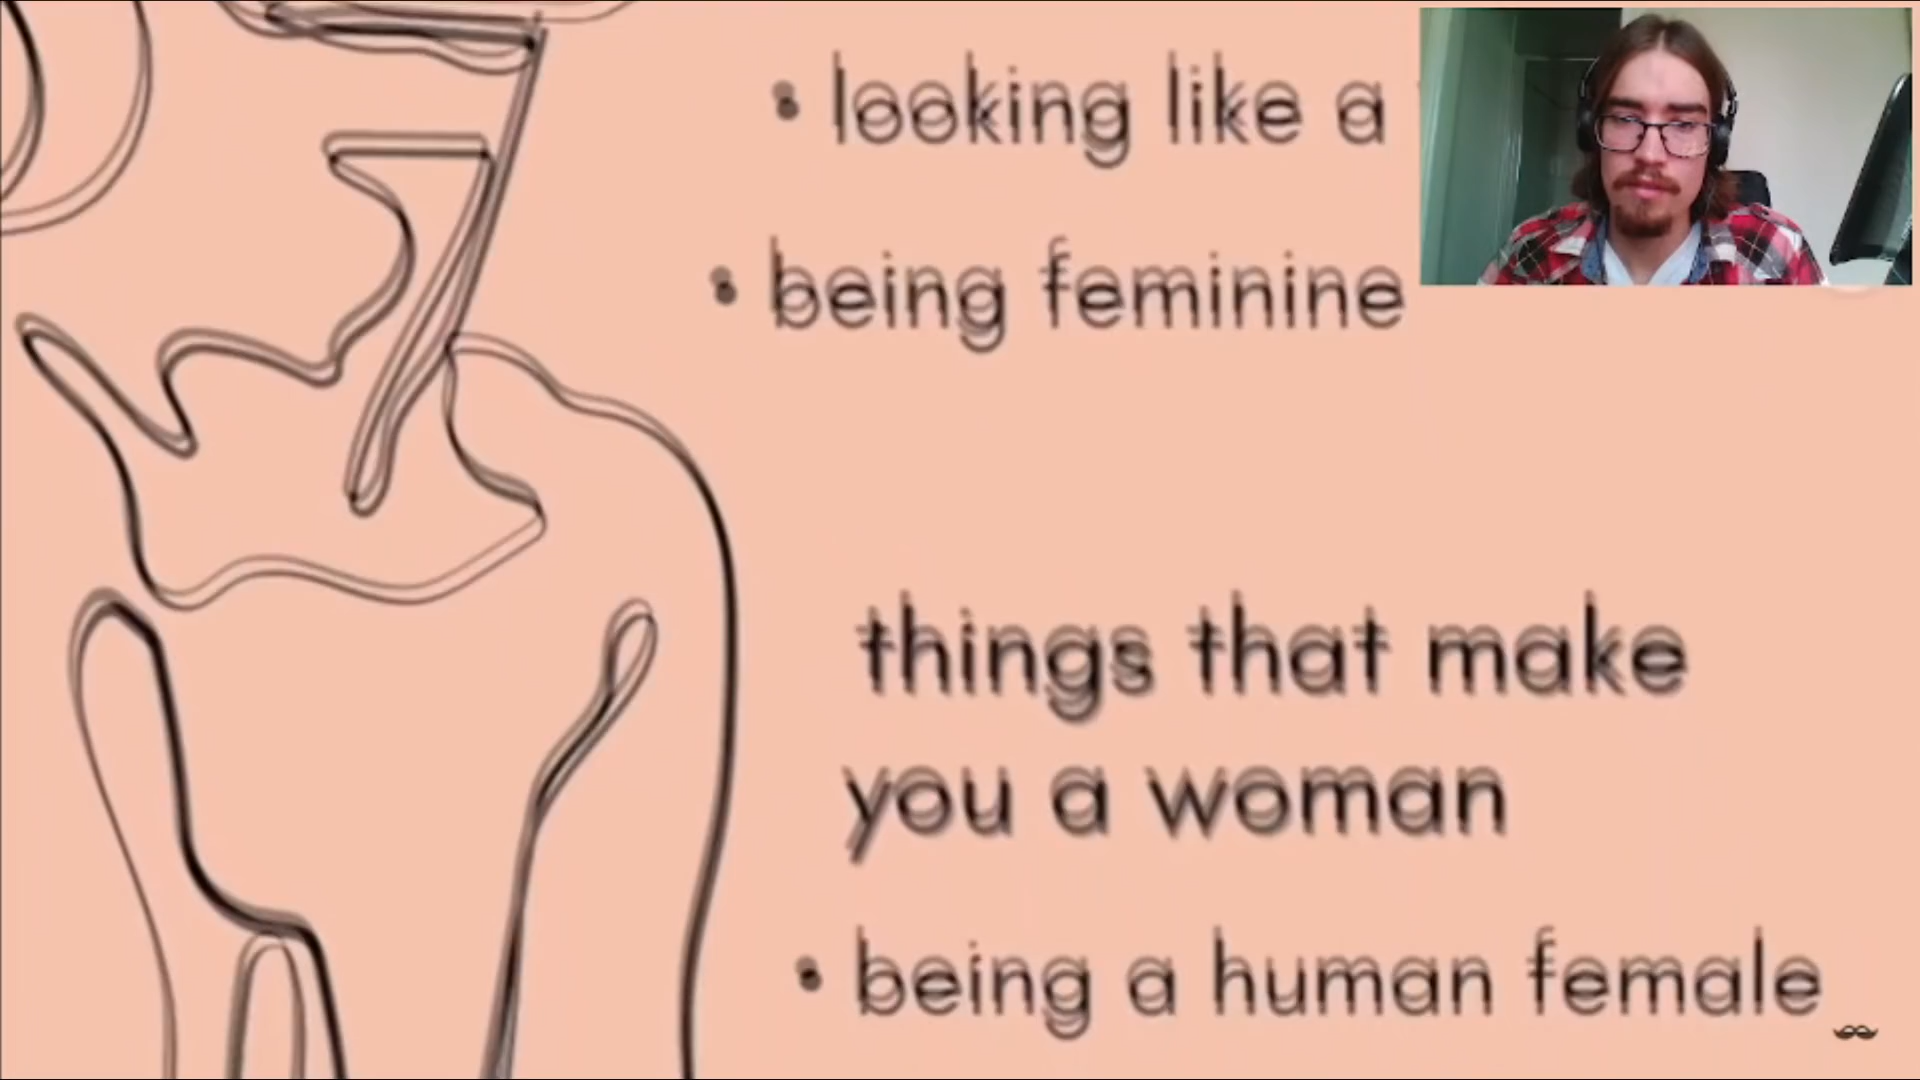 • looking like a
• being feminine
things that make
you a woman
• being a human female